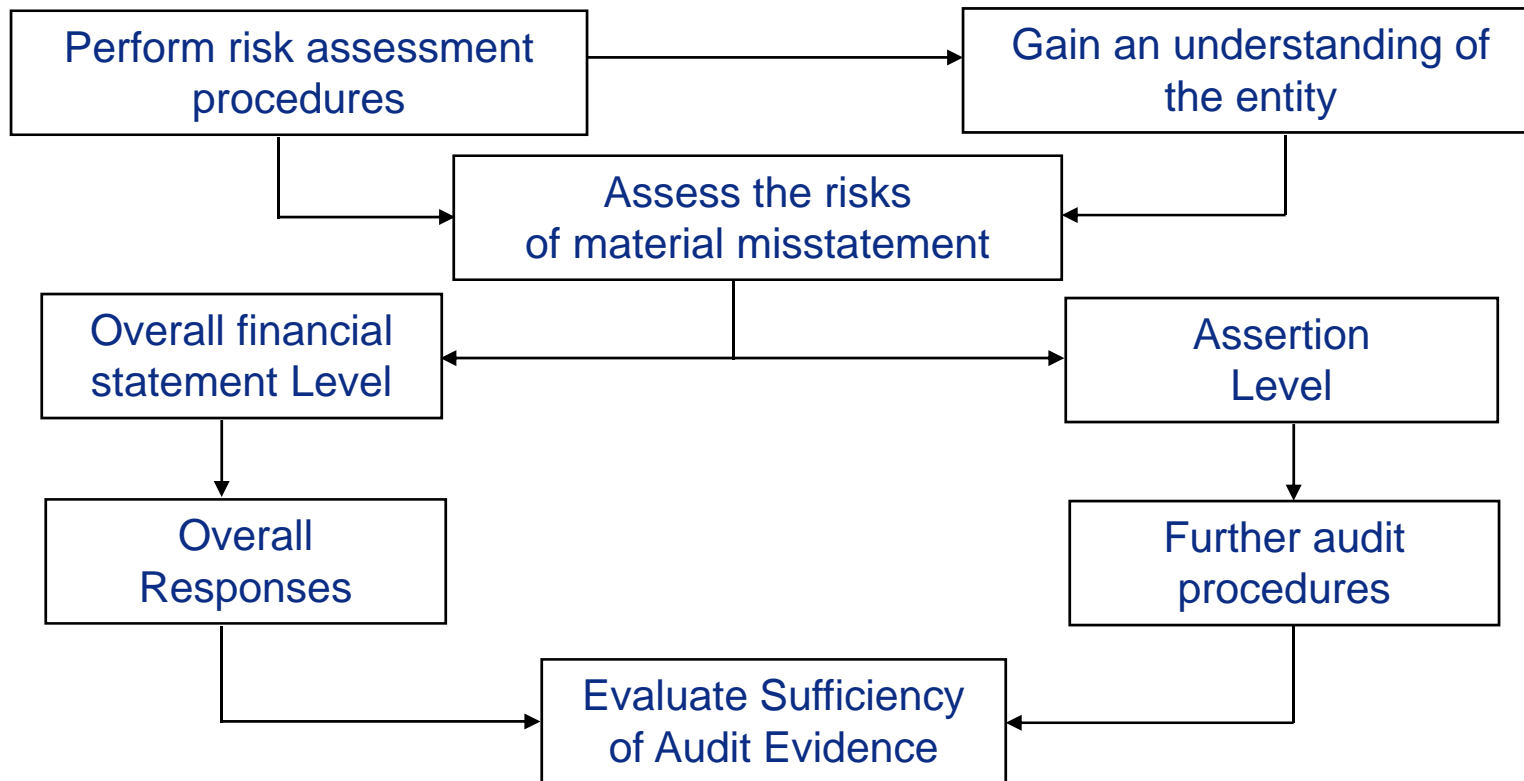 Perform risk assessment
procedures
Gain an understanding of
the entity
Assess the risks
of material misstatement
Overall financial
statement Level
Assertion
Level
Overall
Responses
Further audit
procedures
Evaluate Sufficiency
of Audit Evidence